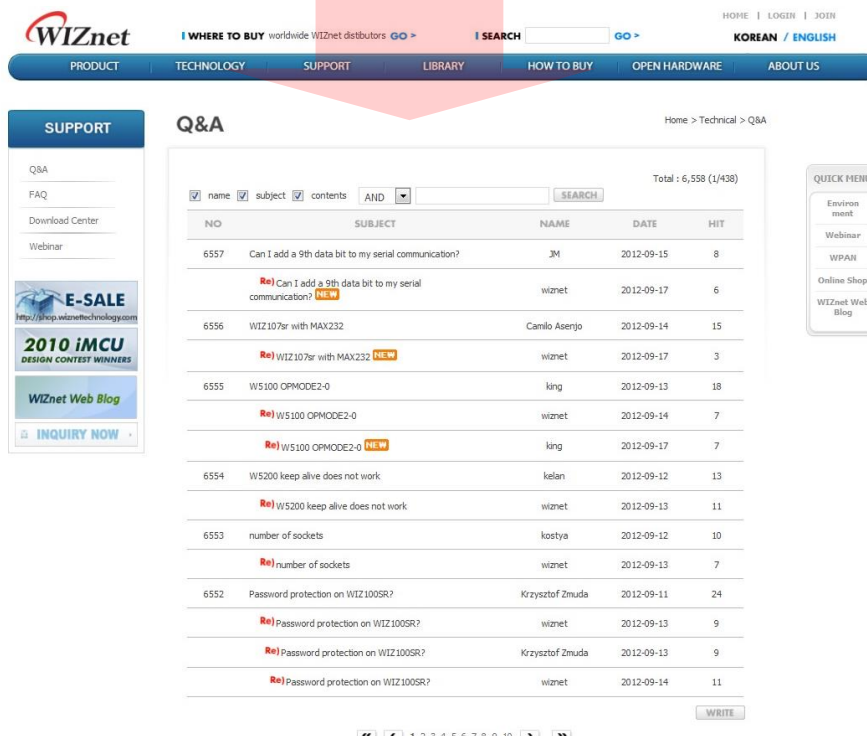 HOME | LOGIN | JOIN
WIZnet
WHERE TO BUY worldwide WIZnet distibutors GO >
SEARCH GO >
KOREAN / ENGLISH
PRODUCT TECHNOLOGY SUPPORT LIBRARY HOW TO BUY OPEN HARDWARE ABOUT US
SUPPORT
Q&A
FAQ
Download Center
Webinar
E-SALE
http://shop.wiznettechnology.com
2010 iMCU
DESIGN CONTEST WINNERS
WIZnet Web Blog
INQUIRY NOW
Q&A
Home > Technical > Q&A
Total : 6,558 (1/438)
name subject contents AND SEARCH
NO SUBJECT NAME DATE HIT
6557 Can I add a 9th data bit to my serial communication? JM 2012-09-15 8
Re) Can I add a 9th data bit to my serial
communication? NEW wiznet 2012-09-17 6
6556 WIZ107sr with MAX232 Camilo Asenjo 2012-09-14 15
Re) WIZ107sr with MAX232 NEW wiznet 2012-09-17 3
6555 W5100 OPMODE2-0 king 2012-09-13 18
Re) W5100 OPMODE2-0 wiznet 2012-09-14 7
Re) W5100 OPMODE2-0 NEW king 2012-09-17 7
6554 W5200 keep alive does not work kelan 2012-09-12 13
Re) W5200 keep alive does not work wiznet 2012-09-13 11
6553 number of sockets kostya 2012-09-12 10
Re) number of sockets wiznet 2012-09-13 7
6552 Password protection on WIZ100SR? Krzysztof Zmuda 2012-09-11 24
Re) Password protection on WIZ100SR? wiznet 2012-09-13 9
Re) Password protection on WIZ100SR? Krzysztof Zmuda 2012-09-13 9
Re) Password protection on WIZ100SR? wiznet 2012-09-14 11
WRITE
1 2 3 4 5 6 7 8 9 10
QUICK MENU
Environ
ment
Webinar
WPAN
Online Shop
WIZnet Web
Blog